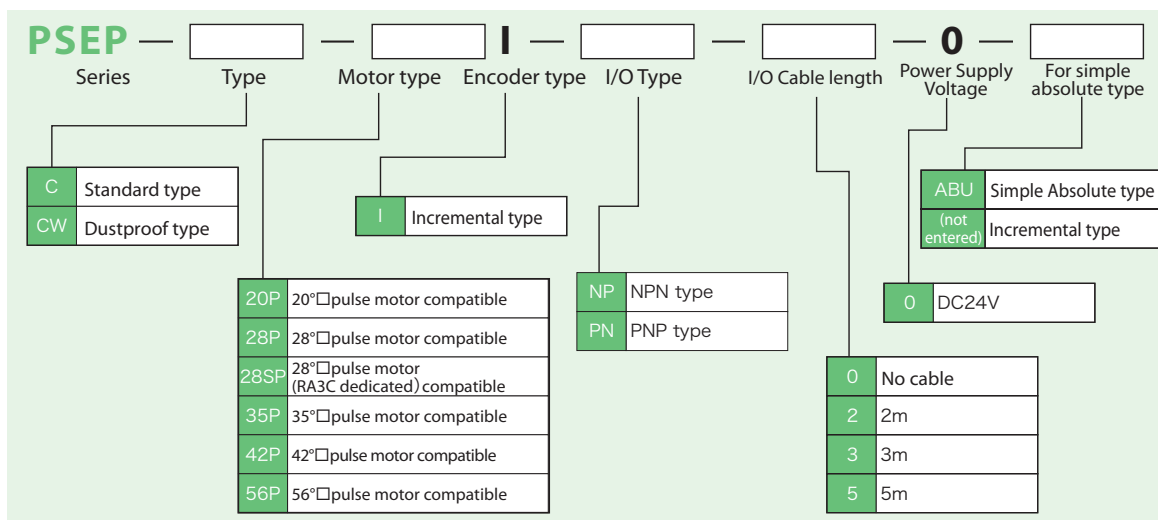 PSEP — — I — — — 0 —
Series
Type
Motor type
Encoder type
I/O Type
I/O Cable length
Power Supply
Voltage
For simple
absolute type
C Standard type
CW Dustproof type
I Incremental type
ABU Simple Absolute type
(not
entered) Incremental type
20P 20°□pulse motor compatible
28P 28°□pulse motor compatible
28SP 28°□pulse motor
(RA3C dedicated) compatible
35P 35°□pulse motor compatible
42P 42°□pulse motor compatible
56P 56°□pulse motor compatible
NP NPN type
PN PNP type
0 DC24V
0 No cable
2 2m
3 3m
5 5m